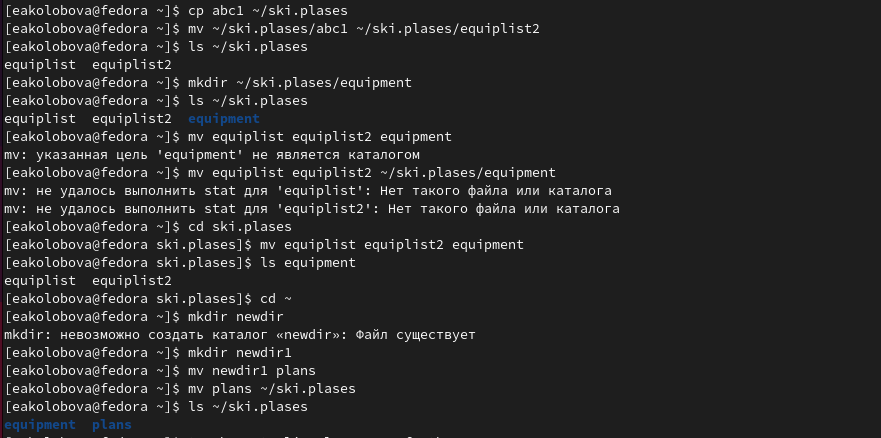 [eakolobova@fedora ~]$ cp abc1 ~/ski.plases
[eakolobova@fedora ~]$ mv ~/ski.plases/abc1 ~/ski.plases/equiplist2
[eakolobova@fedora ~]$ ls ~/ski.plases
equiplist  equiplist2
[eakolobova@fedora ~]$ mkdir ~/ski.plases/equipment
[eakolobova@fedora ~]$ ls ~/ski.plases
equiplist  equiplist2  equipment
[eakolobova@fedora ~]$ mv equiplist equiplist2 equipment
mv: указанная цель 'equipment' не является каталогом
[eakolobova@fedora ~]$ mv equiplist equiplist2 ~/ski.plases/equipment
mv: не удалось выполнить stat для 'equiplist': Нет такого файла или каталога
mv: не удалось выполнить stat для 'equiplist2': Нет такого файла или каталога
[eakolobova@fedora ~]$ cd ski.plases
[eakolobova@fedora ski.plases]$ mv equiplist equiplist2 equipment
[eakolobova@fedora ski.plases]$ ls equipment
equiplist  equiplist2
[eakolobova@fedora ski.plases]$ cd ~
[eakolobova@fedora ~]$ mkdir newdir
mkdir: невозможно создать каталог «newdir»: Файл существует
[eakolobova@fedora ~]$ mkdir newdir1
[eakolobova@fedora ~]$ mv newdir1 plans
[eakolobova@fedora ~]$ mv plans ~/ski.plases
[eakolobova@fedora ~]$ ls ~/ski.plases
equipment  plans